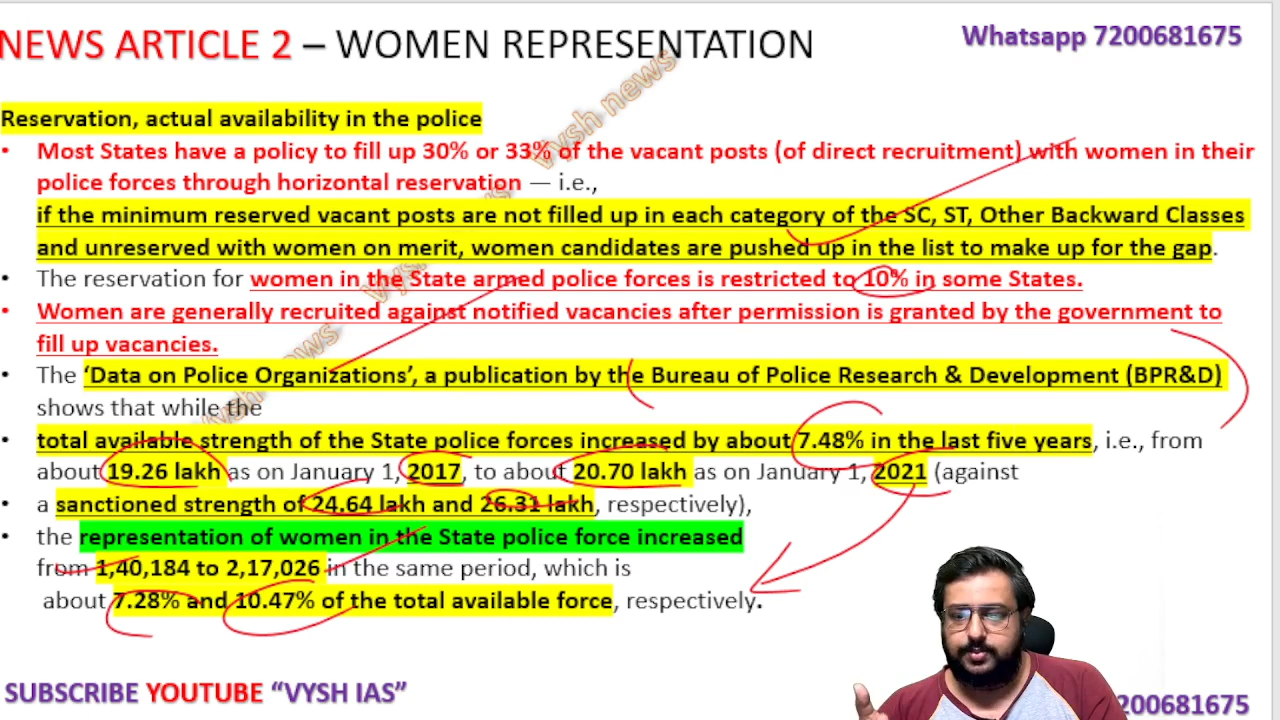 NEWS ARTICLE 2 – WOMEN REPRESENTATION
Whatsapp 7200681675
Reservation, actual availability in the police
• Most States have a policy to fill up 30% or 33% of the vacant posts (of direct recruitment) with women in their
police forces through horizontal reservation — i.e.,
if the minimum reserved vacant posts are not filled up in each category of the SC, ST, Other Backward Classes
and unreserved with women on merit, women candidates are pushed up in the list to make up for the gap.
• The reservation for women in the State armed police forces is restricted to 10% in some States.
• Women are generally recruited against notified vacancies after permission is granted by the government to
fill up vacancies.
• The ‘Data on Police Organizations’, a publication by the Bureau of Police Research & Development (BPR&D)
shows that while the
• total available strength of the State police forces increased by about 7.48% in the last five years, i.e., from
about 19.26 lakh as on January 1, 2017, to about 20.70 lakh as on January 1, 2021 (against
• a sanctioned strength of 24.64 lakh and 26.31 lakh, respectively),
• the representation of women in the State police force increased
from 1,40,184 to 2,17,026 in the same period, which is
about 7.28% and 10.47% of the total available force, respectively.
Vysh news
Vysh news
SUBSCRIBE YOUTUBE “VYSH IAS”
200681675